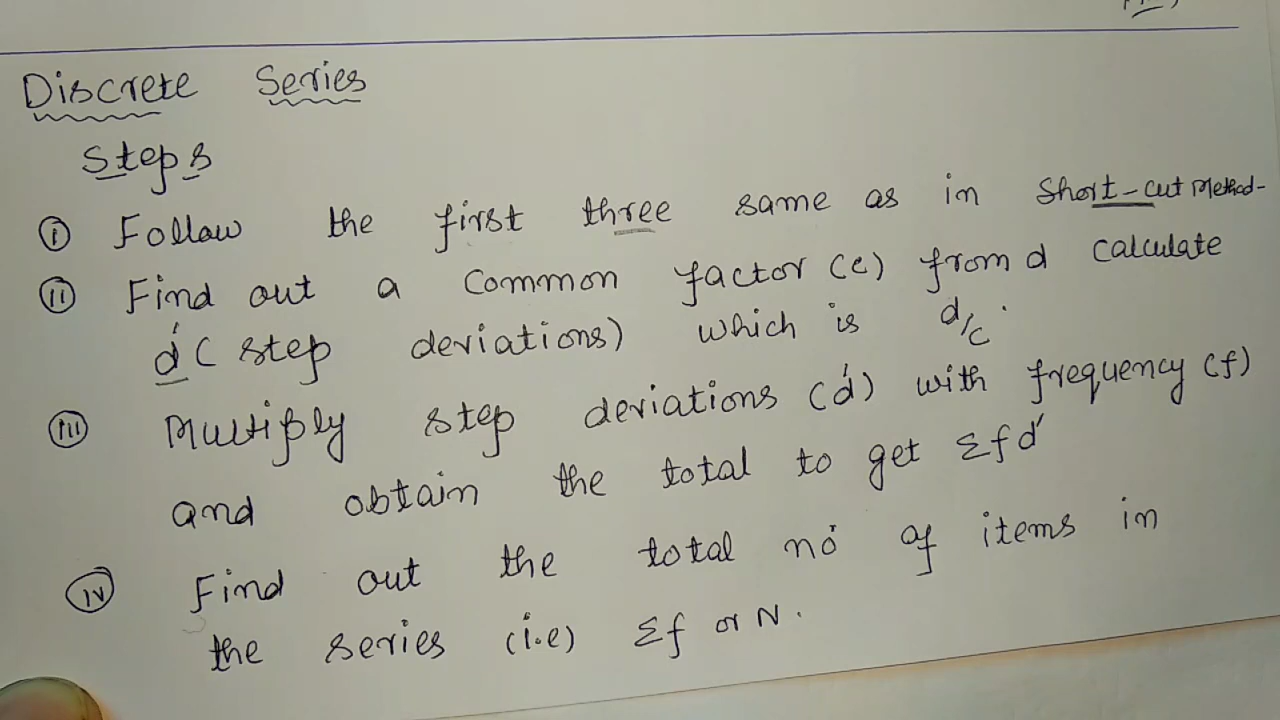 Discrete Series
Steps
(i) Follow the first three same as in Short-cut Method-
(ii) Find out a common factor (c) from d calculate
d' (step deviations) which is d/c.
(iii) Multiply step deviations (d') with frequency (f)
and obtain the total to get Σfd'
(iv) Find out the total no of items in
the series (i.e) Σf or N.